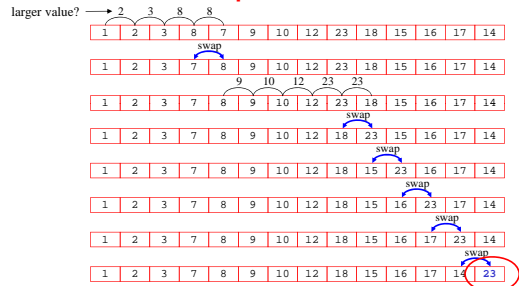 larger value? 2 3 8 8
1 2 3 8 7 9 10 12 23 18 15 16 17 14
swap
1 2 3 7 8 9 10 12 23 18 15 16 17 14
9 10 12 23 23
1 2 3 7 8 9 10 12 23 18 15 16 17 14
swap
1 2 3 7 8 9 10 12 18 23 15 16 17 14
swap
1 2 3 7 8 9 10 12 18 15 23 16 17 14
swap
1 2 3 7 8 9 10 12 18 15 16 23 17 14
swap
1 2 3 7 8 9 10 12 18 15 16 17 23 14
swap
1 2 3 7 8 9 10 12 18 15 16 17 14 23